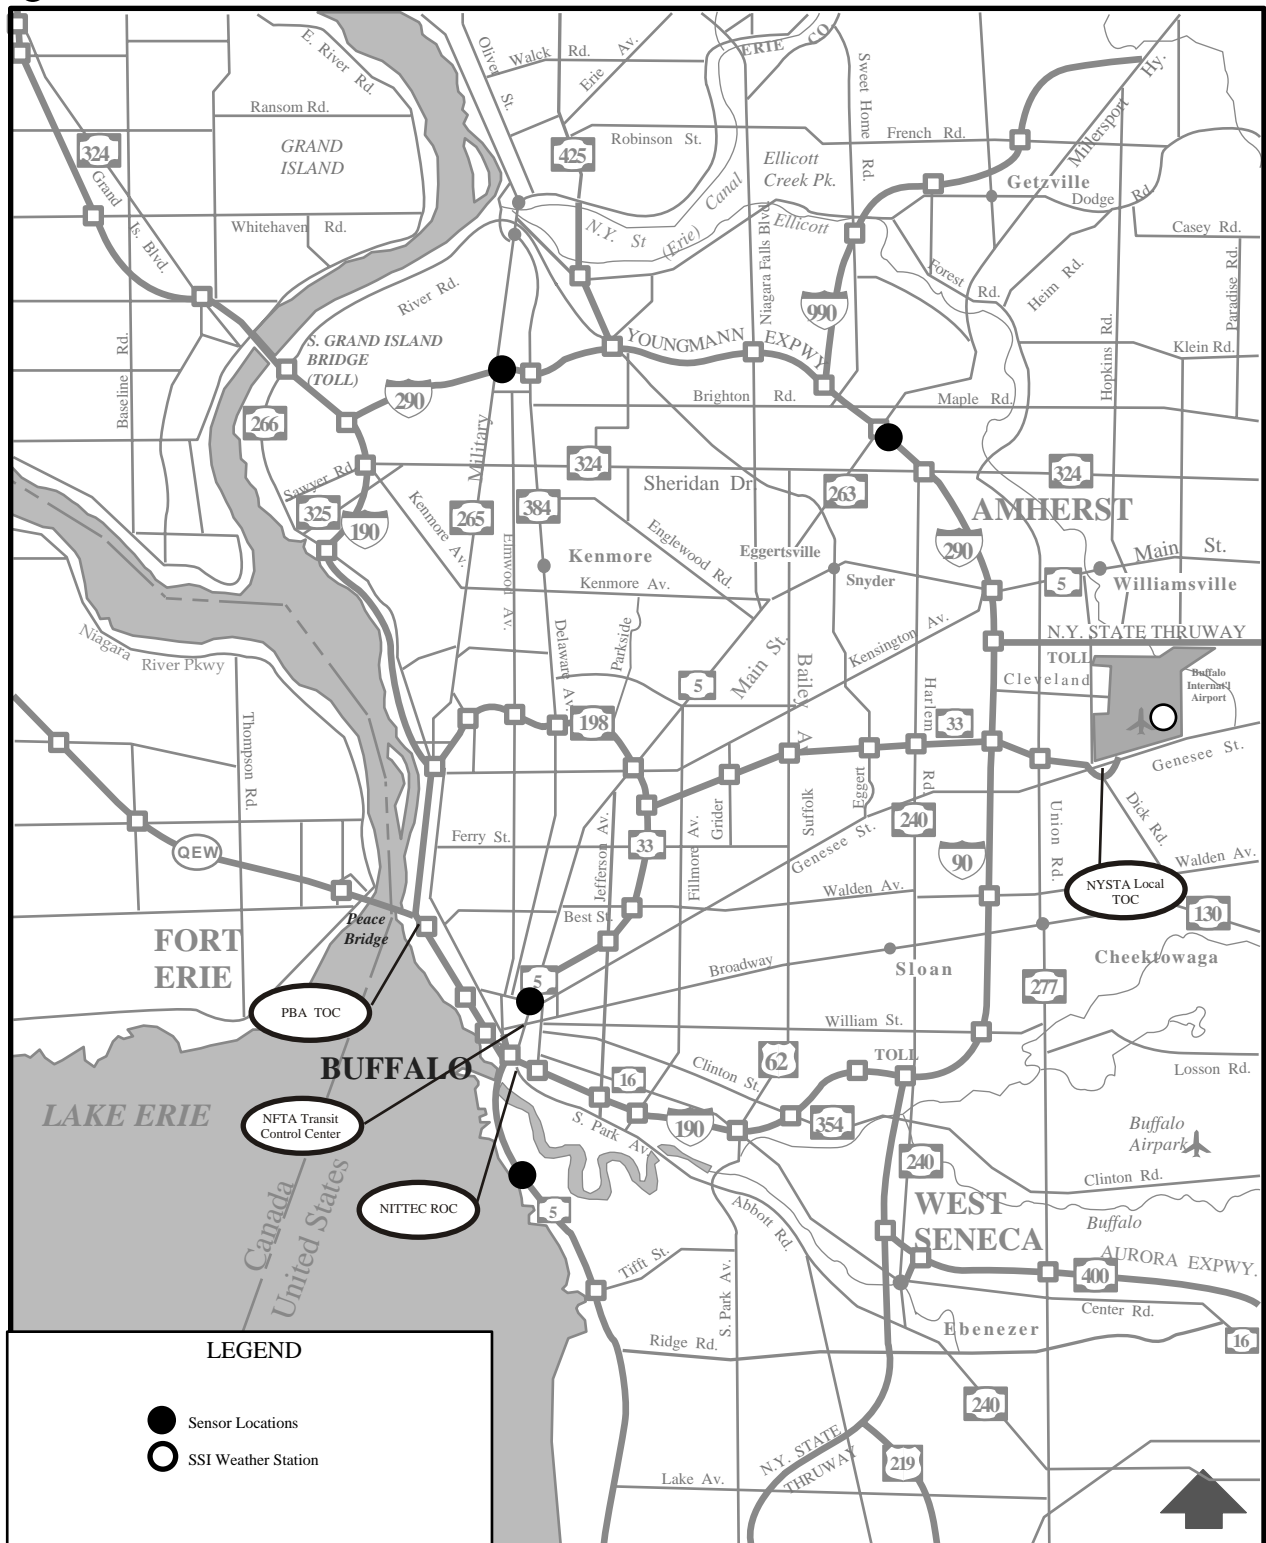 E. River Rd.
Oliver St.
Walck Rd.
Erie Av.
ERIE CO.
Sweet Home Rd.
Millersport Hy.
Ransom Rd.
GRAND
ISLAND
324
425
Robinson St.
French Rd.
Ellicott
Creek Pk.
Getzville
Dodge Rd.
Grand Is. Blvd.
Whitehaven Rd.
N.Y. St (Erie) Canal
Ellicott
Casey Rd.
Niagara Falls Blvd.
Forest Rd.
Heim Rd.
Paradise Rd.
River Rd.
990
Baseline Rd.
S. GRAND ISLAND
BRIDGE
(TOLL)
YOUNGMANN EXPWY
Hopkins Rd.
Klein Rd.
290
Brighton Rd.
Maple Rd.
266
Military
Sawyer Rd
324
Sheridan Dr
263
324
325
190
Kenmore Av.
265
384
AMHERST
Elmwood Av.
Kenmore
Englewood Rd.
Eggertsville
290
Main St.
Kenmore Av.
Snyder
5
Williamsville
Niagara
River Pkwy
Delaware Av.
Parkside
Main St.
Kensington Av.
N.Y. STATE THRUWAY
TOLL
Cleveland
Buffalo
Internat'l
Airport
5
Bailey Av
Harlem Rd.
Thompson Rd.
198
33
Genesee St.
QEW
Ferry St.
Jefferson Av.
33
Fillmore Av.
Grider
Suffolk
Eggert
Genesee St.
240
90
Union Rd.
Dick Rd.
Walden Av.
NYSTA Local
TOC
Walden Av.
130
Peace
Bridge
Best St.
FORT
ERIE
Broadway
Sloan
Cheektowaga
5
277
PBA TOC
William St.
BUFFALO
62
TOLL
Losson Rd.
Clinton St.
16
LAKE ERIE
NFTA Transit
Control Center
S. Park Av.
190
354
Buffalo
Airpark
240
Clinton Rd.
NITTEC ROC
5
WEST
SENECA
Buffalo
Canada
United States
Abbott Rd.
Tifft St.
S. Park Av.
AURORA EXPWY.
400
Center Rd.
Ebenezer
16
LEGEND
Ridge Rd.
Sensor Locations
240
SSI Weather Station
N.Y. STATE
THRUWAY
219
Lake Av.